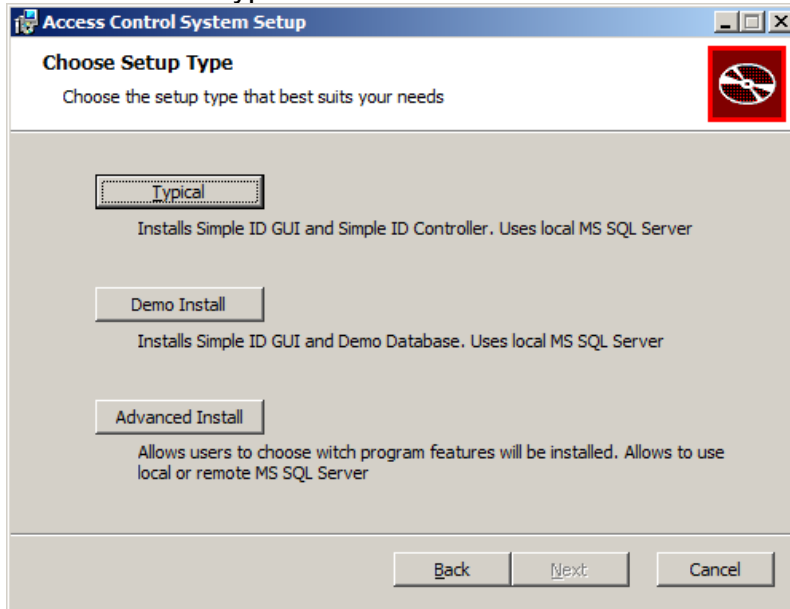 Access Control System Setup
Choose Setup Type
Choose the setup type that best suits your needs
Typical
Installs Simple ID GUI and Simple ID Controller. Uses local MS SQL Server
Demo Install
Installs Simple ID GUI and Demo Database. Uses local MS SQL Server
Advanced Install
Allows users to choose witch program features will be installed. Allows to use
local or remote MS SQL Server
Back Next Cancel